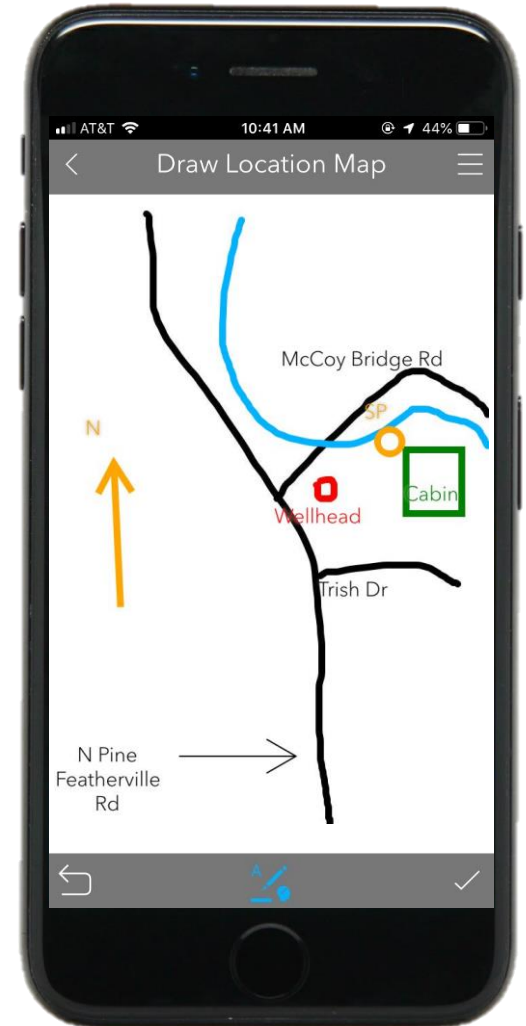 AT&T 10:41 AM 44%
Draw Location Map
McCoy Bridge Rd
SP
N
Cabin
Wellhead
Trish Dr
N Pine
Featherville
Rd
A